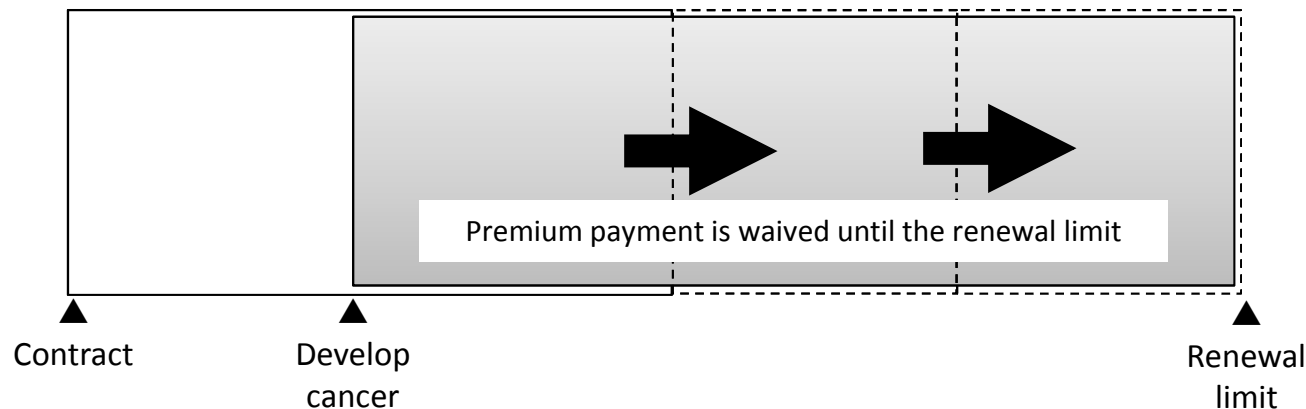 Premium payment is waived until the renewal limit
Contract
Develop
cancer
Renewal
limit